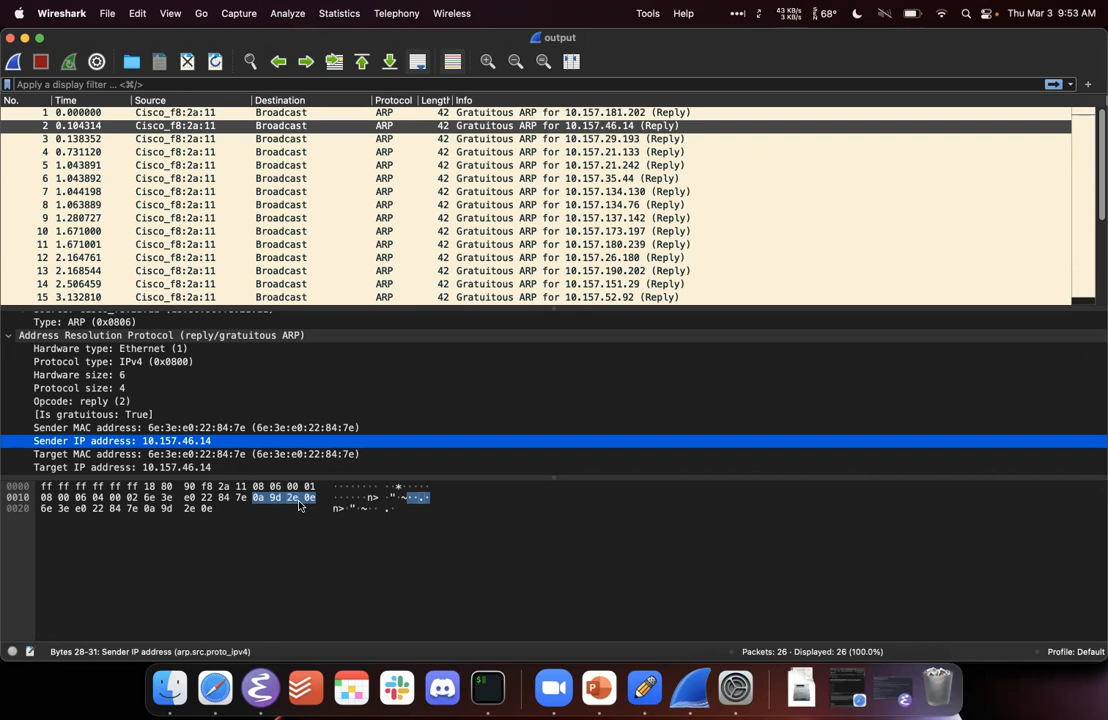 Wireshark File Edit View Go Capture Analyze Statistics Telephony Wireless Tools Help 43 KB/s 3 KB/s 68° Thu Mar 3 9:53 AM
output
Apply a display filter ... <⌘/>
No. Time Source Destination Protocol Length Info
1 0.000000 Cisco_f8:2a:11 Broadcast ARP 42 Gratuitous ARP for 10.157.181.202 (Reply)
2 0.104314 Cisco_f8:2a:11 Broadcast ARP 42 Gratuitous ARP for 10.157.46.14 (Reply)
3 0.138352 Cisco_f8:2a:11 Broadcast ARP 42 Gratuitous ARP for 10.157.29.193 (Reply)
4 0.731120 Cisco_f8:2a:11 Broadcast ARP 42 Gratuitous ARP for 10.157.21.133 (Reply)
5 1.043891 Cisco_f8:2a:11 Broadcast ARP 42 Gratuitous ARP for 10.157.21.242 (Reply)
6 1.043892 Cisco_f8:2a:11 Broadcast ARP 42 Gratuitous ARP for 10.157.35.44 (Reply)
7 1.044198 Cisco_f8:2a:11 Broadcast ARP 42 Gratuitous ARP for 10.157.134.130 (Reply)
8 1.063889 Cisco_f8:2a:11 Broadcast ARP 42 Gratuitous ARP for 10.157.134.76 (Reply)
9 1.280727 Cisco_f8:2a:11 Broadcast ARP 42 Gratuitous ARP for 10.157.137.142 (Reply)
10 1.671000 Cisco_f8:2a:11 Broadcast ARP 42 Gratuitous ARP for 10.157.173.197 (Reply)
11 1.671001 Cisco_f8:2a:11 Broadcast ARP 42 Gratuitous ARP for 10.157.180.239 (Reply)
12 2.164761 Cisco_f8:2a:11 Broadcast ARP 42 Gratuitous ARP for 10.157.26.180 (Reply)
13 2.168544 Cisco_f8:2a:11 Broadcast ARP 42 Gratuitous ARP for 10.157.190.202 (Reply)
14 2.506459 Cisco_f8:2a:11 Broadcast ARP 42 Gratuitous ARP for 10.157.151.29 (Reply)
15 3.132810 Cisco_f8:2a:11 Broadcast ARP 42 Gratuitous ARP for 10.157.52.92 (Reply)
Type: ARP (0x0806)
Address Resolution Protocol (reply/gratuitous ARP)
Hardware type: Ethernet (1)
Protocol type: IPv4 (0x0800)
Hardware size: 6
Protocol size: 4
Opcode: reply (2)
[Is gratuitous: True]
Sender MAC address: 6e:3e:e0:22:84:7e (6e:3e:e0:22:84:7e)
Sender IP address: 10.157.46.14
Target MAC address: 6e:3e:e0:22:84:7e (6e:3e:e0:22:84:7e)
Target IP address: 10.157.46.14
0000 ff ff ff ff ff ff 18 80 90 f8 2a 11 08 06 00 01 ········ ··*·····
0010 08 00 06 04 00 02 6e 3e e0 22 84 7e 0a 9d 2e 0e ······n> ·"·~··.·
0020 6e 3e e0 22 84 7e 0a 9d 2e 0e n>·"·~·· .·
Bytes 28-31: Sender IP address (arp.src.proto_ipv4) Packets: 26 · Displayed: 26 (100.0%) Profile: Default